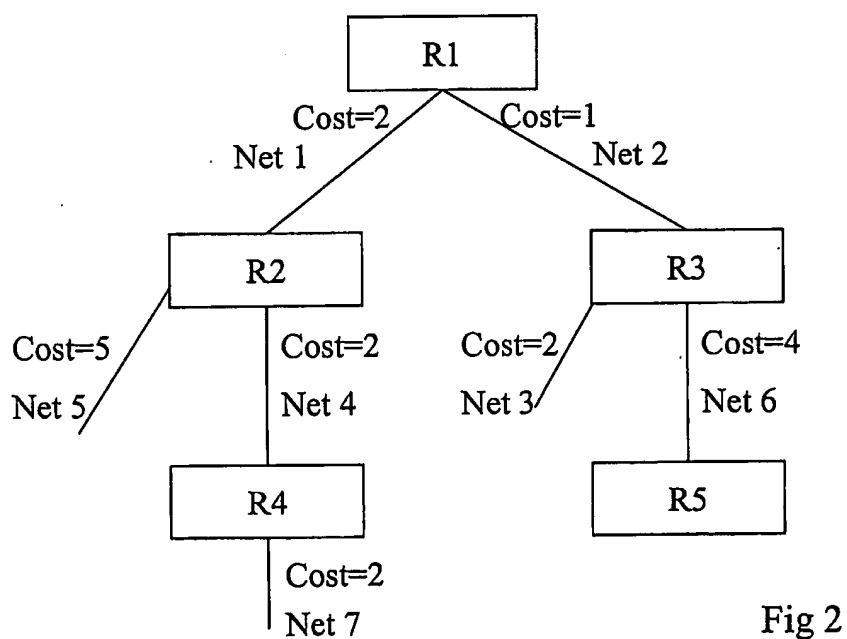 R1
Cost=2
Cost=1
Net 1
Net 2
R2
R3
Cost=5
Cost=2
Cost=2
Cost=4
Net 5
Net 4
Net 3
Net 6
R4
R5
Cost=2
Net 7
Fig 2